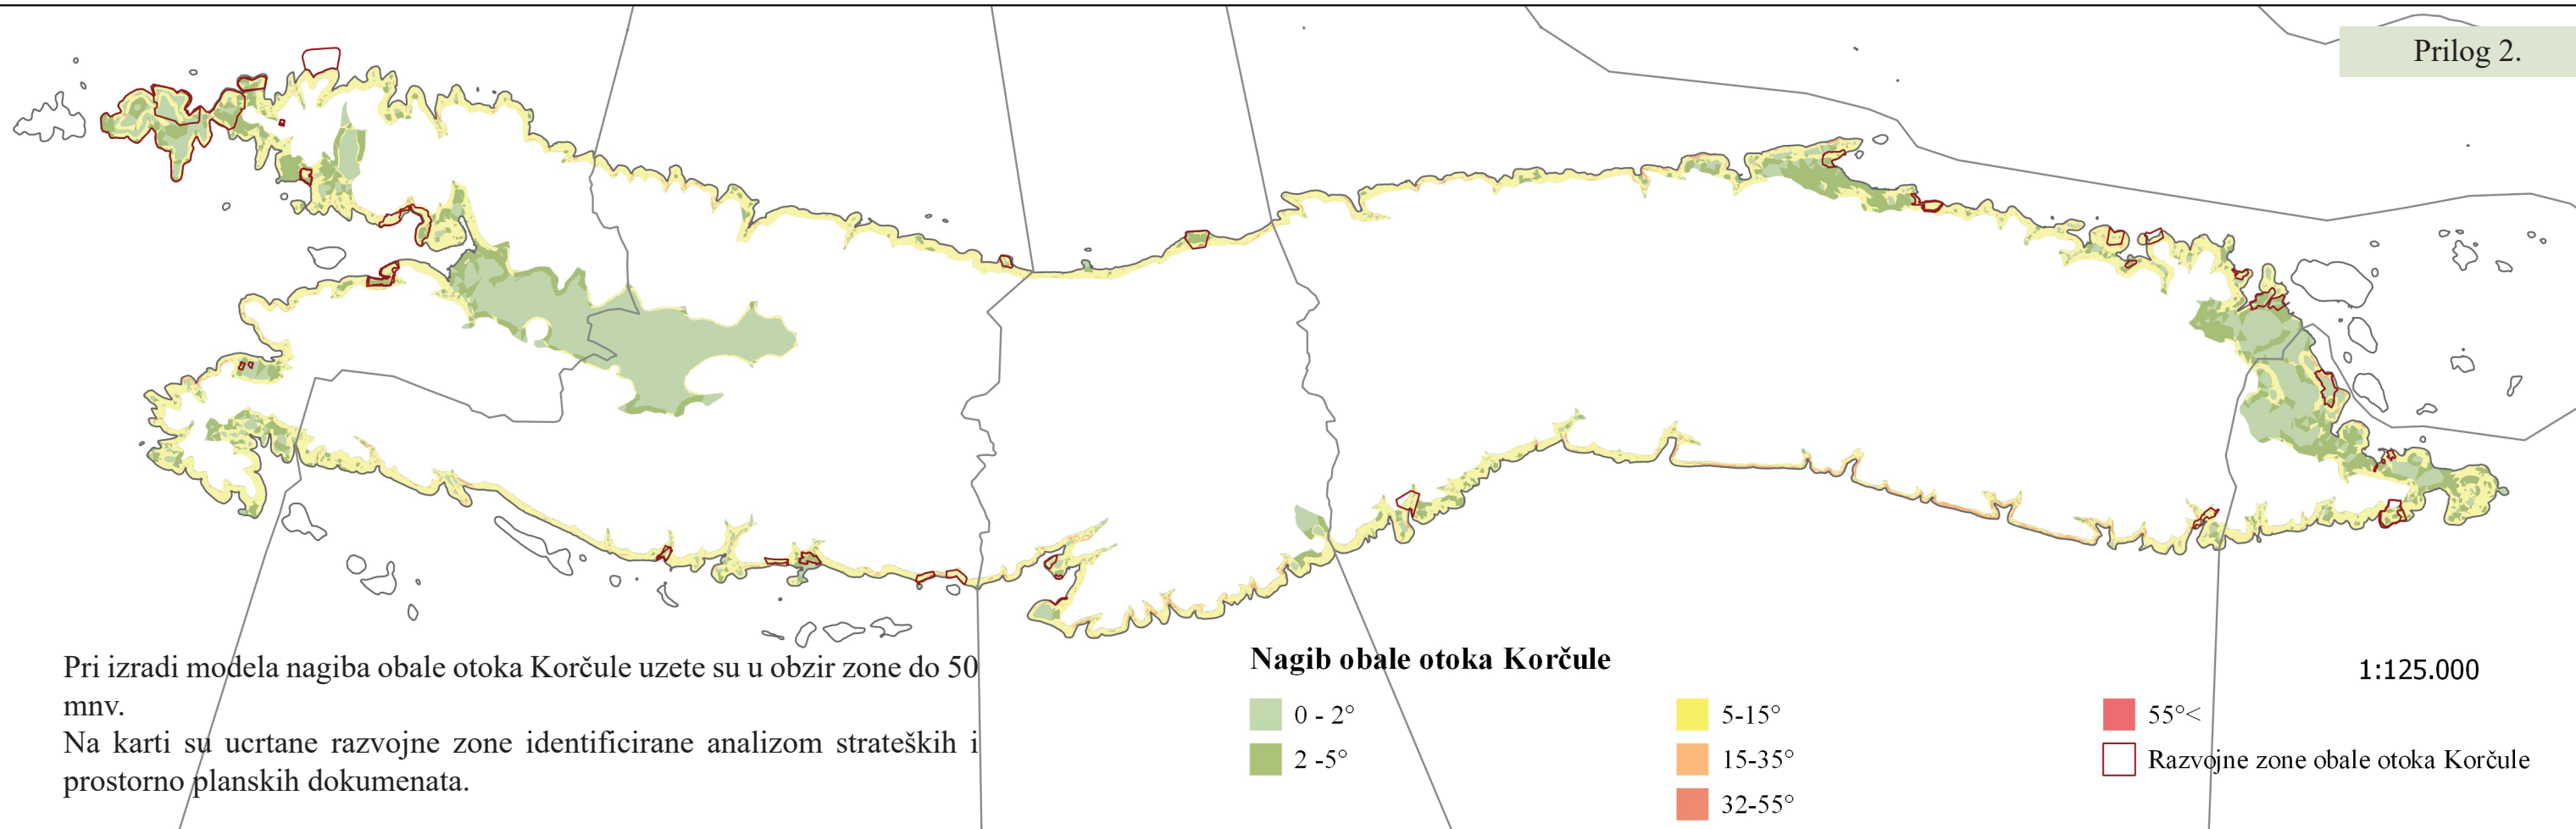 Prilog 2.
Pri izradi modela nagiba obale otoka Korčule uzete su u obzir zone do 50
mnv.
Na karti su ucrtane razvojne zone identificirane analizom strateških i
prostorno planskih dokumenata.
Nagib obale otoka Korčule
0 - 2°
2 -5°
5-15°
15-35°
32-55°
55°<
Razvojne zone obale otoka Korčule
1:125.000